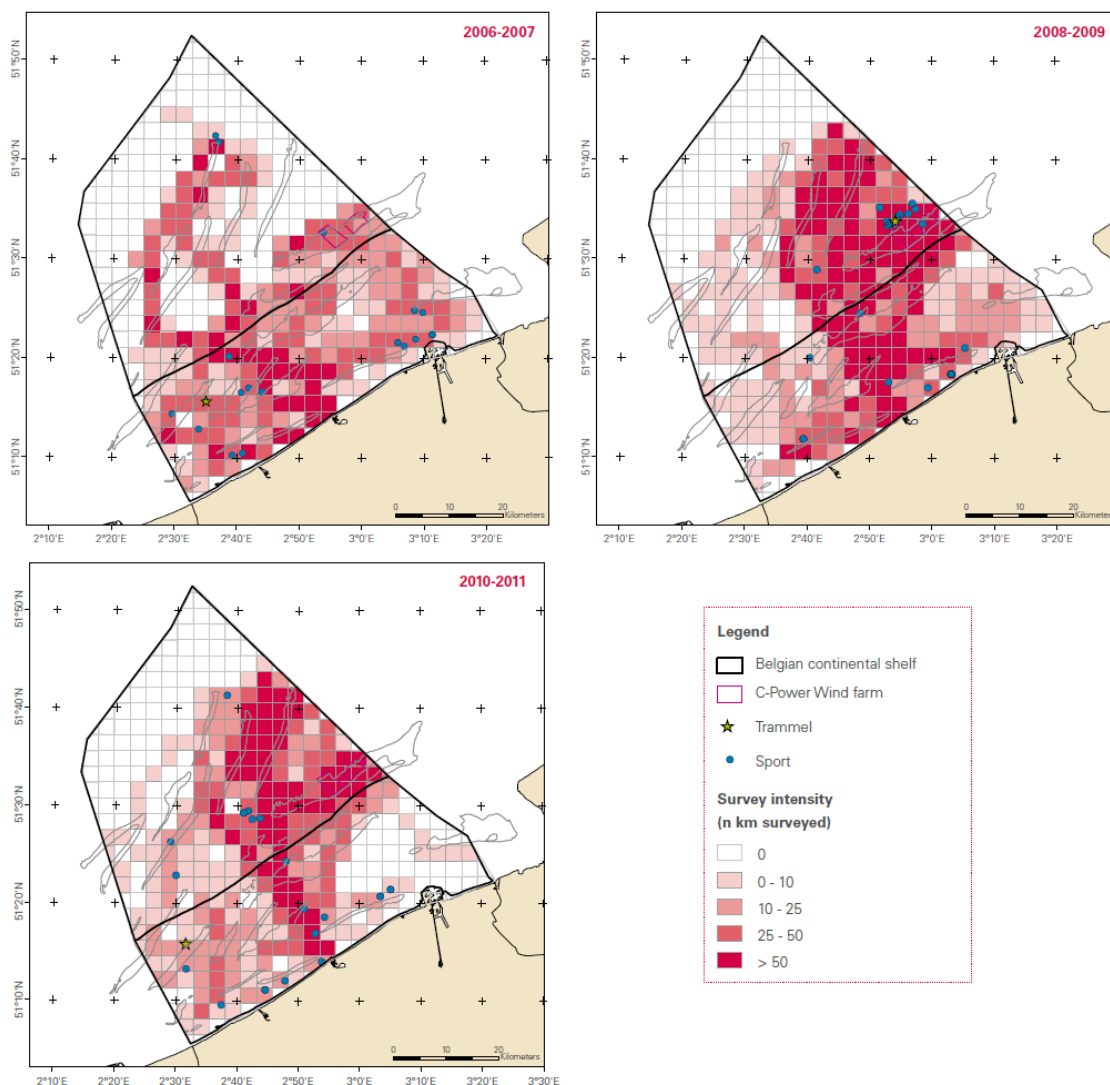 2006-2007
51°50'N
51°40'N
51°30'N
51°20'N
51°10'N
0 10 20
Kilometers
2°10'E 2°20'E 2°30'E 2°40'E 2°50'E 3°0'E 3°10'E 3°20'E
2008-2009
51°50'N
51°40'N
51°30'N
51°20'N
51°10'N
0 10 20
Kilometers
2°10'E 2°20'E 2°30'E 2°40'E 2°50'E 3°0'E 3°10'E 3°20'E
2010-2011
51°50'N
51°40'N
51°30'N
51°20'N
51°10'N
0 10 20
Kilometers
2°10'E 2°20'E 2°30'E 2°40'E 2°50'E 3°0'E 3°10'E 3°20'E 3°30'E
Legend
Belgian continental shelf
C-Power Wind farm
Trammel
Sport
Survey intensity
(n km surveyed)
0
0 - 10
10 - 25
25 - 50
> 50